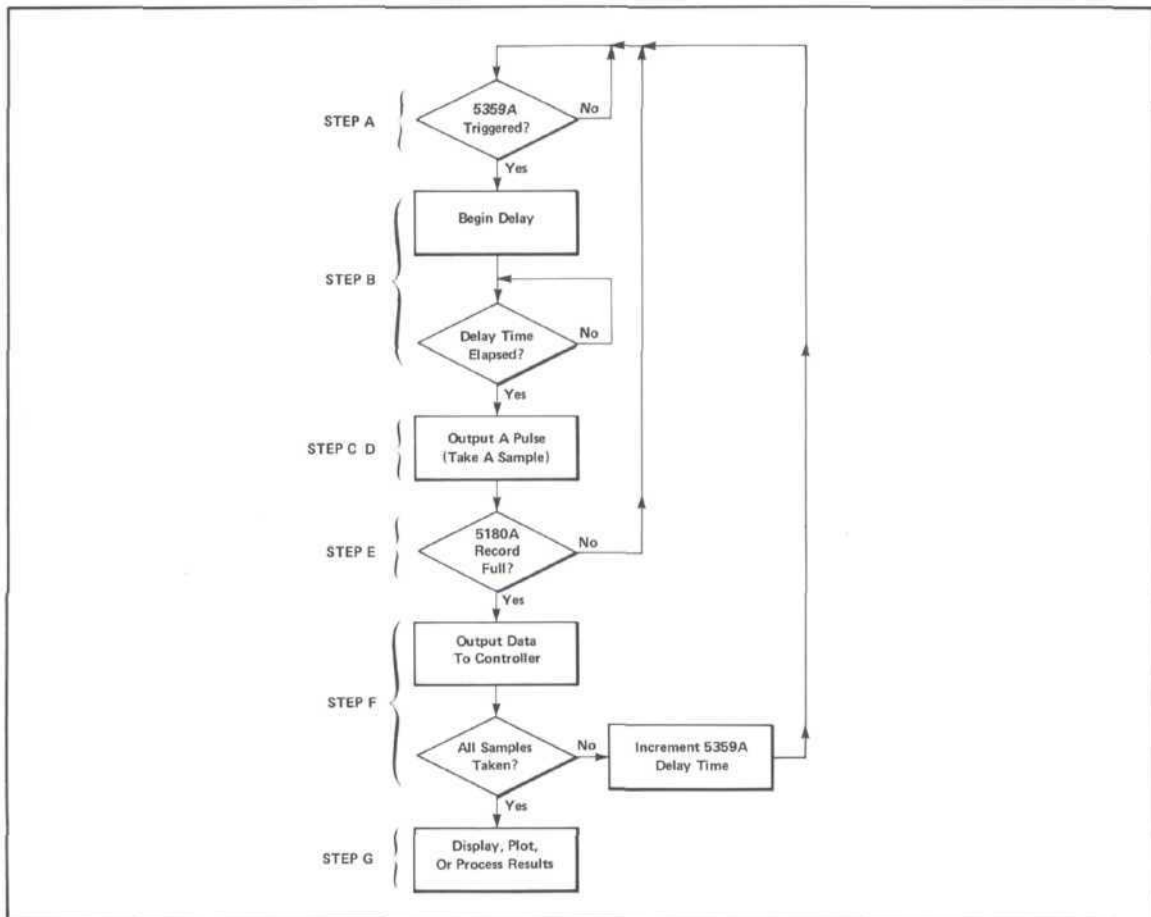 STEP A
5359A
Triggered?
No
Yes
STEP B
Begin Delay
Delay Time
Elapsed?
No
Yes
STEP C D
Output A Pulse
(Take A Sample)
STEP E
5180A
Record
Full?
No
Yes
STEP F
Output Data
To Controller
All Samples
Taken?
No
Increment 5359A
Delay Time
Yes
STEP G
Display, Plot,
Or Process Results